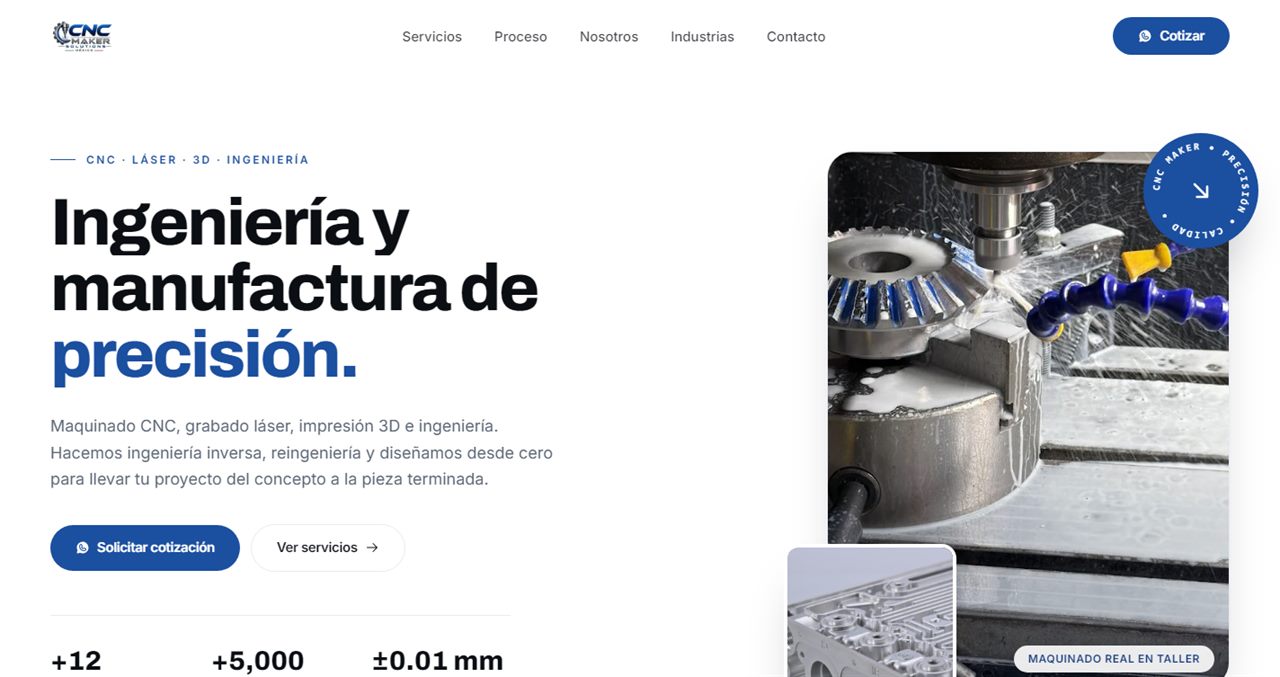 CNC
MAKER
SOLUTIONS
MÉXICO
Servicios
Proceso
Nosotros
Industrias
Contacto
Cotizar
CNC · LÁSER · 3D · INGENIERÍA
Ingeniería y
manufactura de
precisión.
Maquinado CNC, grabado láser, impresión 3D e ingeniería.
Hacemos ingeniería inversa, reingeniería y diseñamos desde cero
para llevar tu proyecto del concepto a la pieza terminada.
Solicitar cotización
Ver servicios →
+12
+5,000
±0.01 mm
CNC MAKER • PRECISIÓN • CALIDAD •
MAQUINADO REAL EN TALLER